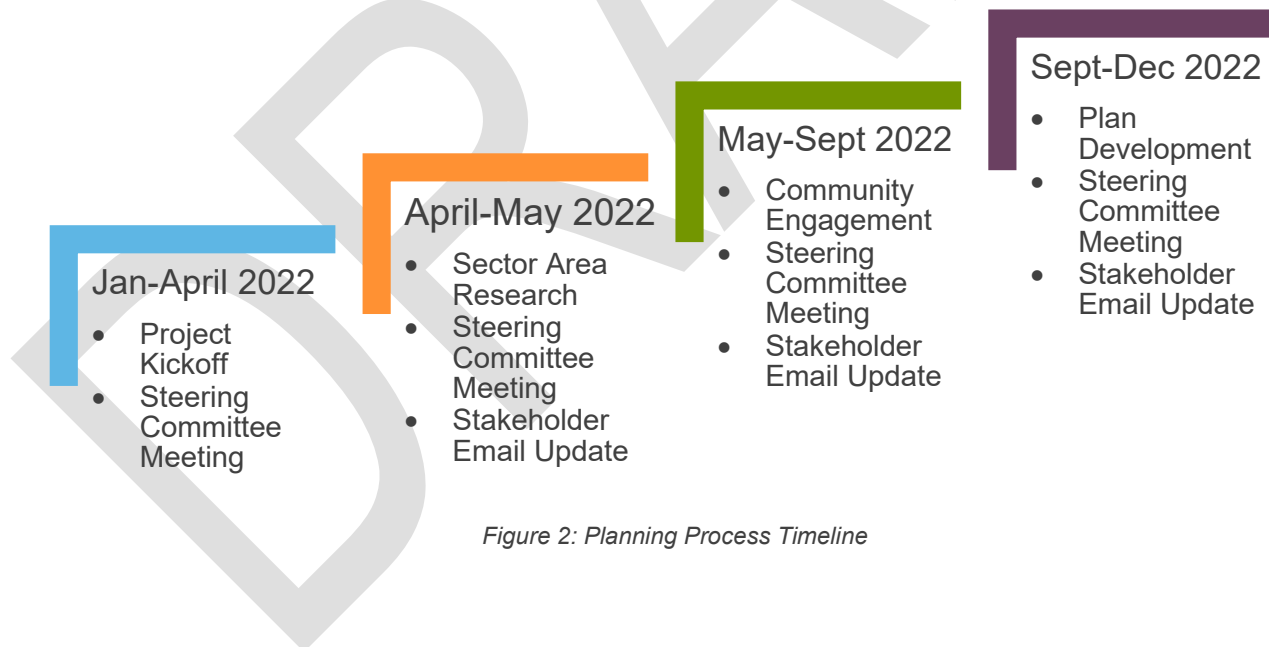 Jan-April 2022
• Project
Kickoff
• Steering
Committee
Meeting
April-May 2022
• Sector Area
Research
• Steering
Committee
Meeting
• Stakeholder
Email Update
May-Sept 2022
• Community
Engagement
• Steering
Committee
Meeting
• Stakeholder
Email Update
Sept-Dec 2022
• Plan
Development
• Steering
Committee
Meeting
• Stakeholder
Email Update
Figure 2: Planning Process Timeline